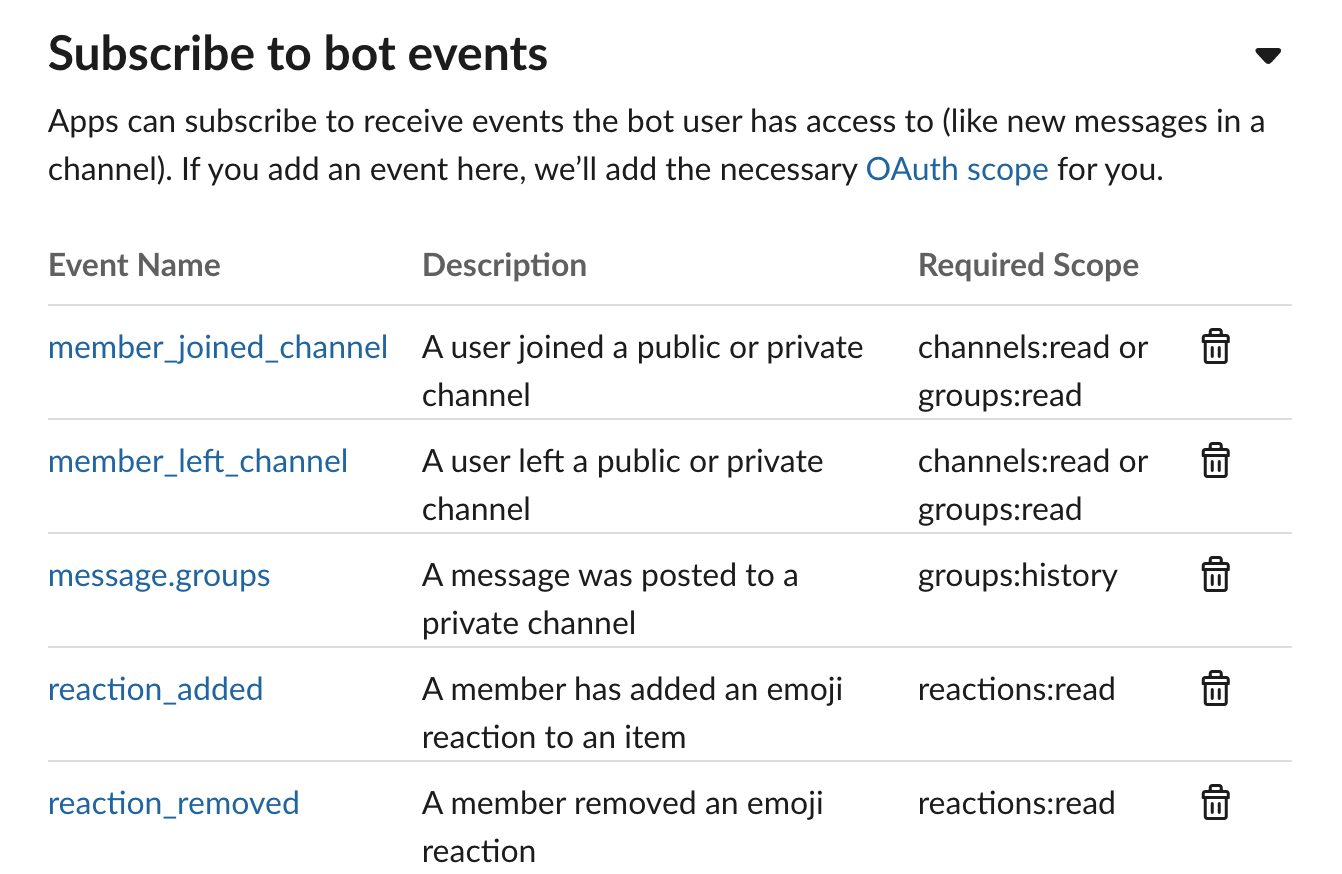 Subscribe to bot events
Apps can subscribe to receive events the bot user has access to (like new messages in a
channel). If you add an event here, we’ll add the necessary OAuth scope for you.
Event Name Description Required Scope
member_joined_channel A user joined a public or private channels:read or
channel groups:read
member_left_channel A user left a public or private channels:read or
channel groups:read
message.groups A message was posted to a groups:history
private channel
reaction_added A member has added an emoji reactions:read
reaction to an item
reaction_removed A member removed an emoji reactions:read
reaction